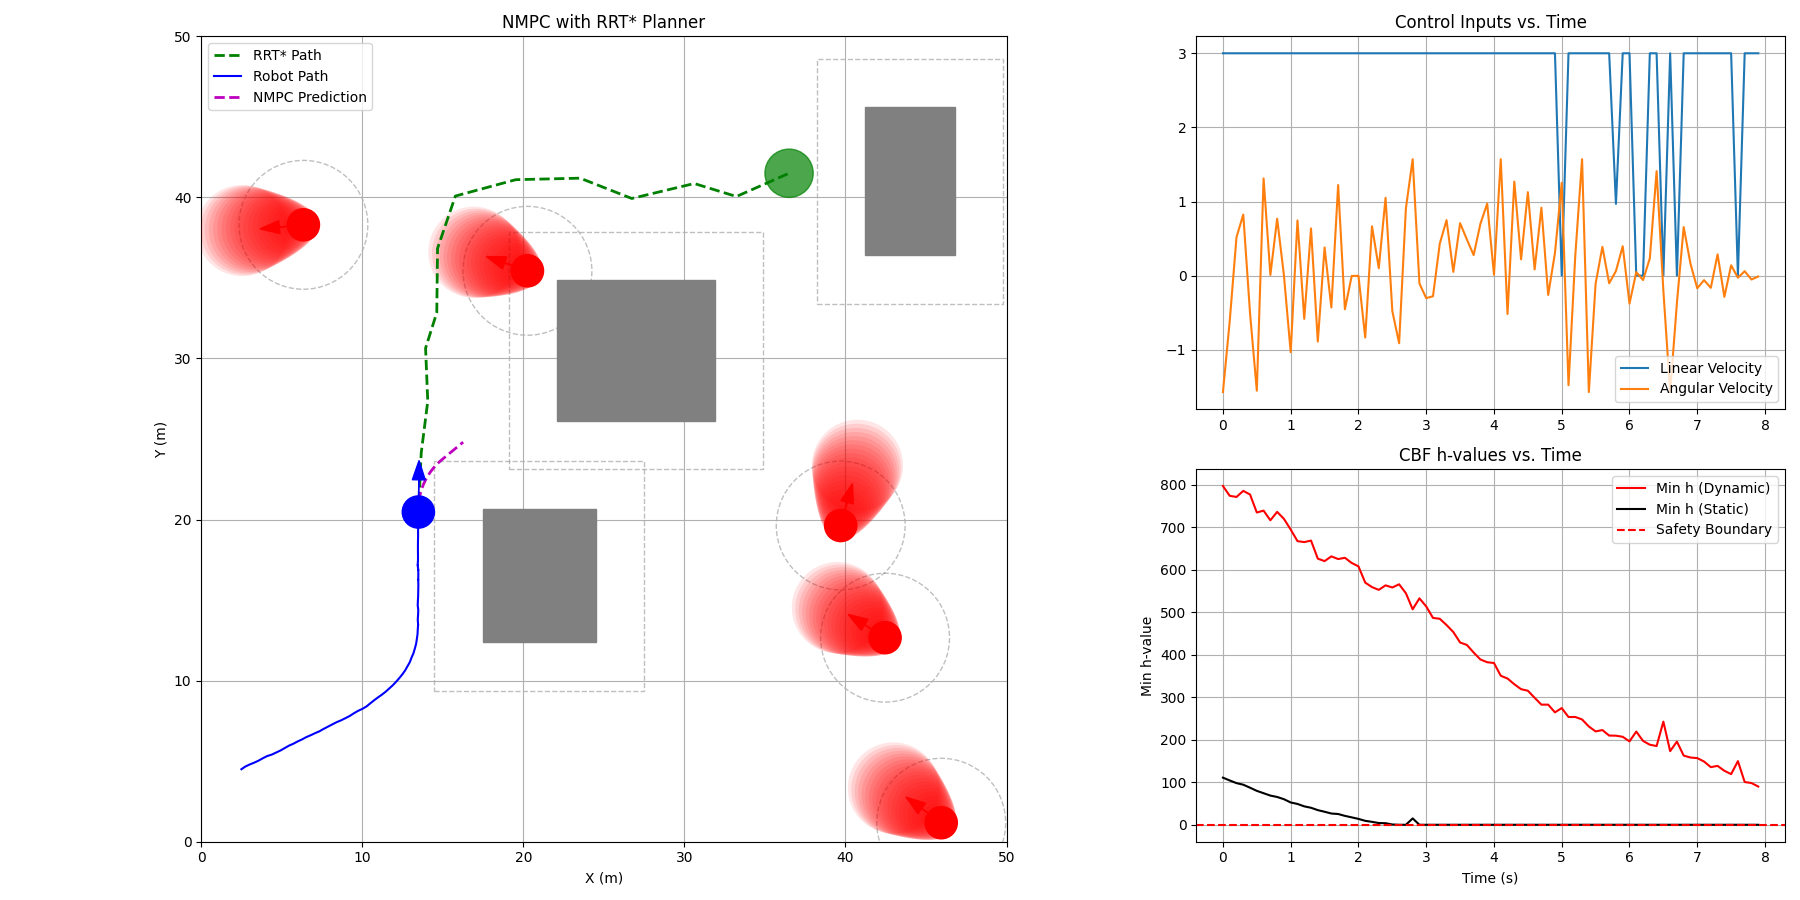 NMPC with RRT* Planner
RRT* Path
Robot Path
NMPC Prediction
50
40
30
20
10
0
Y (m)
0 10 20 30 40 50
X (m)
Control Inputs vs. Time
3
2
1
0
−1
Linear Velocity
Angular Velocity
0 1 2 3 4 5 6 7 8
CBF h-values vs. Time
Min h (Dynamic)
Min h (Static)
Safety Boundary
800
700
600
500
400
300
200
100
0
Min h-value
0 1 2 3 4 5 6 7 8
Time (s)